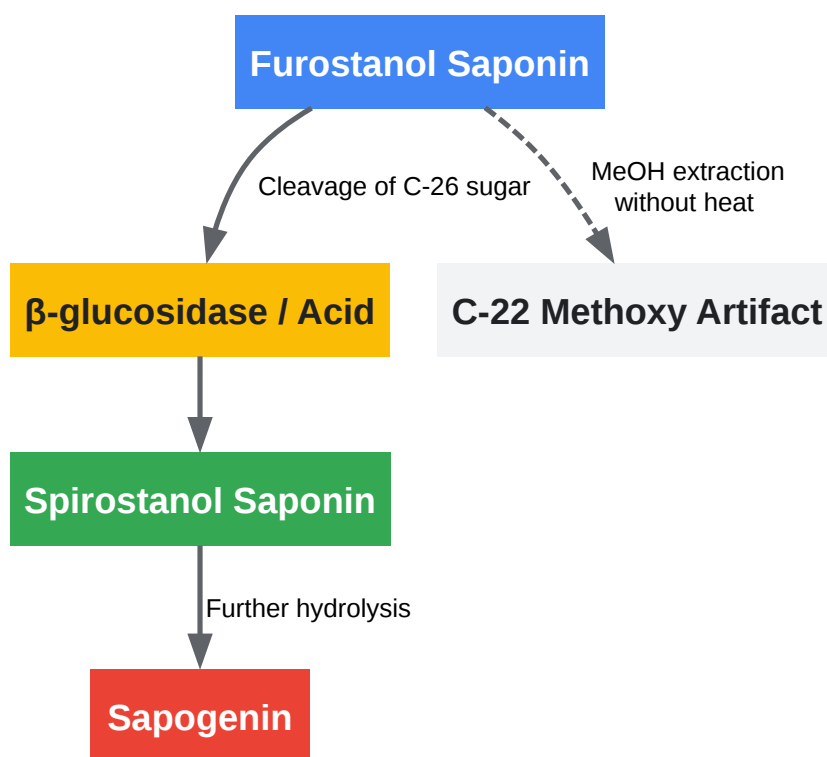 Furostanol Saponin
Cleavage of C-26 sugar
MeOH extraction
without heat
β-glucosidase / Acid
C-22 Methoxy Artifact
Spirostanol Saponin
Further hydrolysis
Sapogenin